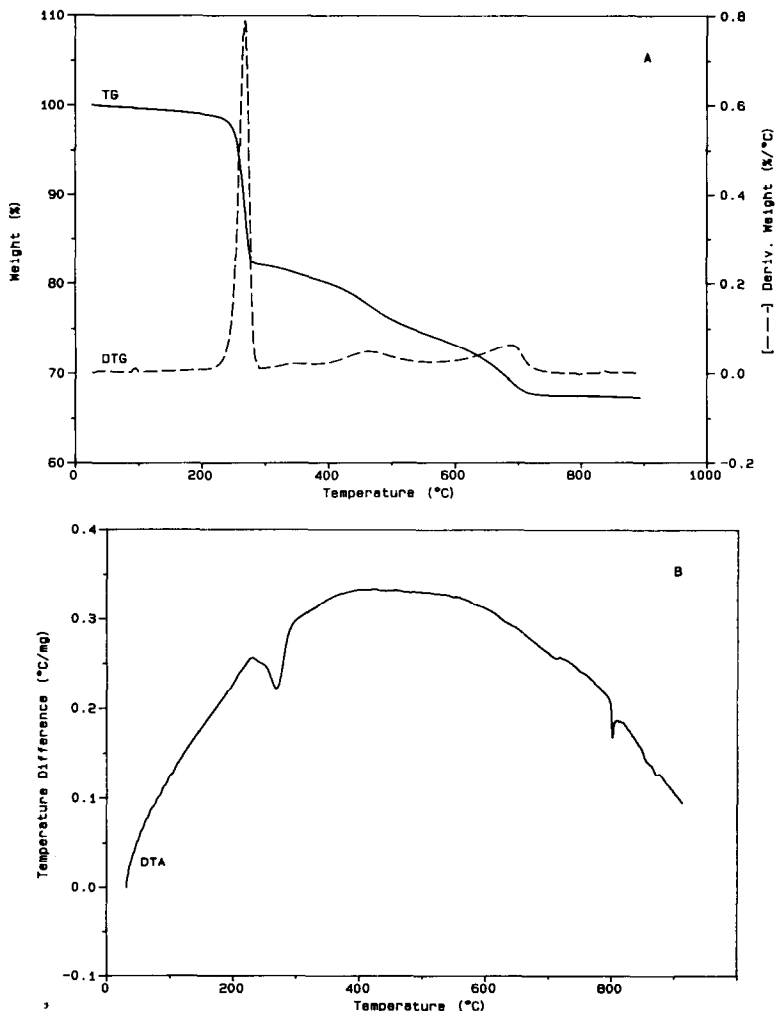 110
100
90
80
70
60
Weight (%)
TG
DTG
A
0.8
0.6
0.4
0.2
0.0
-0.2
[----] Deriv. Weight (%/°C)
0 200 400 600 800 1000
Temperature (°C)
0.4
0.3
0.2
0.1
0.0
-0.1
Temperature Difference (°C/mg)
B
DTA
0 200 400 600 800
Temperature (°C)